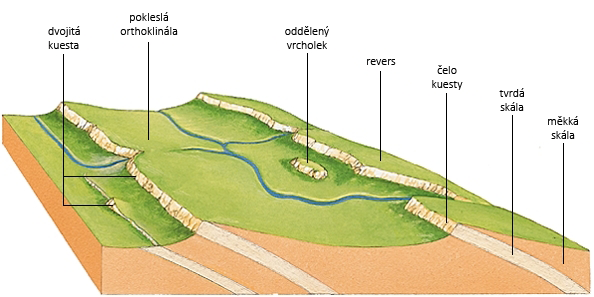 dvojitá
kuesta
pokleslá
orthoklinála
oddělený
vrcholek
revers
čelo
kuesty
tvrdá
skála
měkká
skála